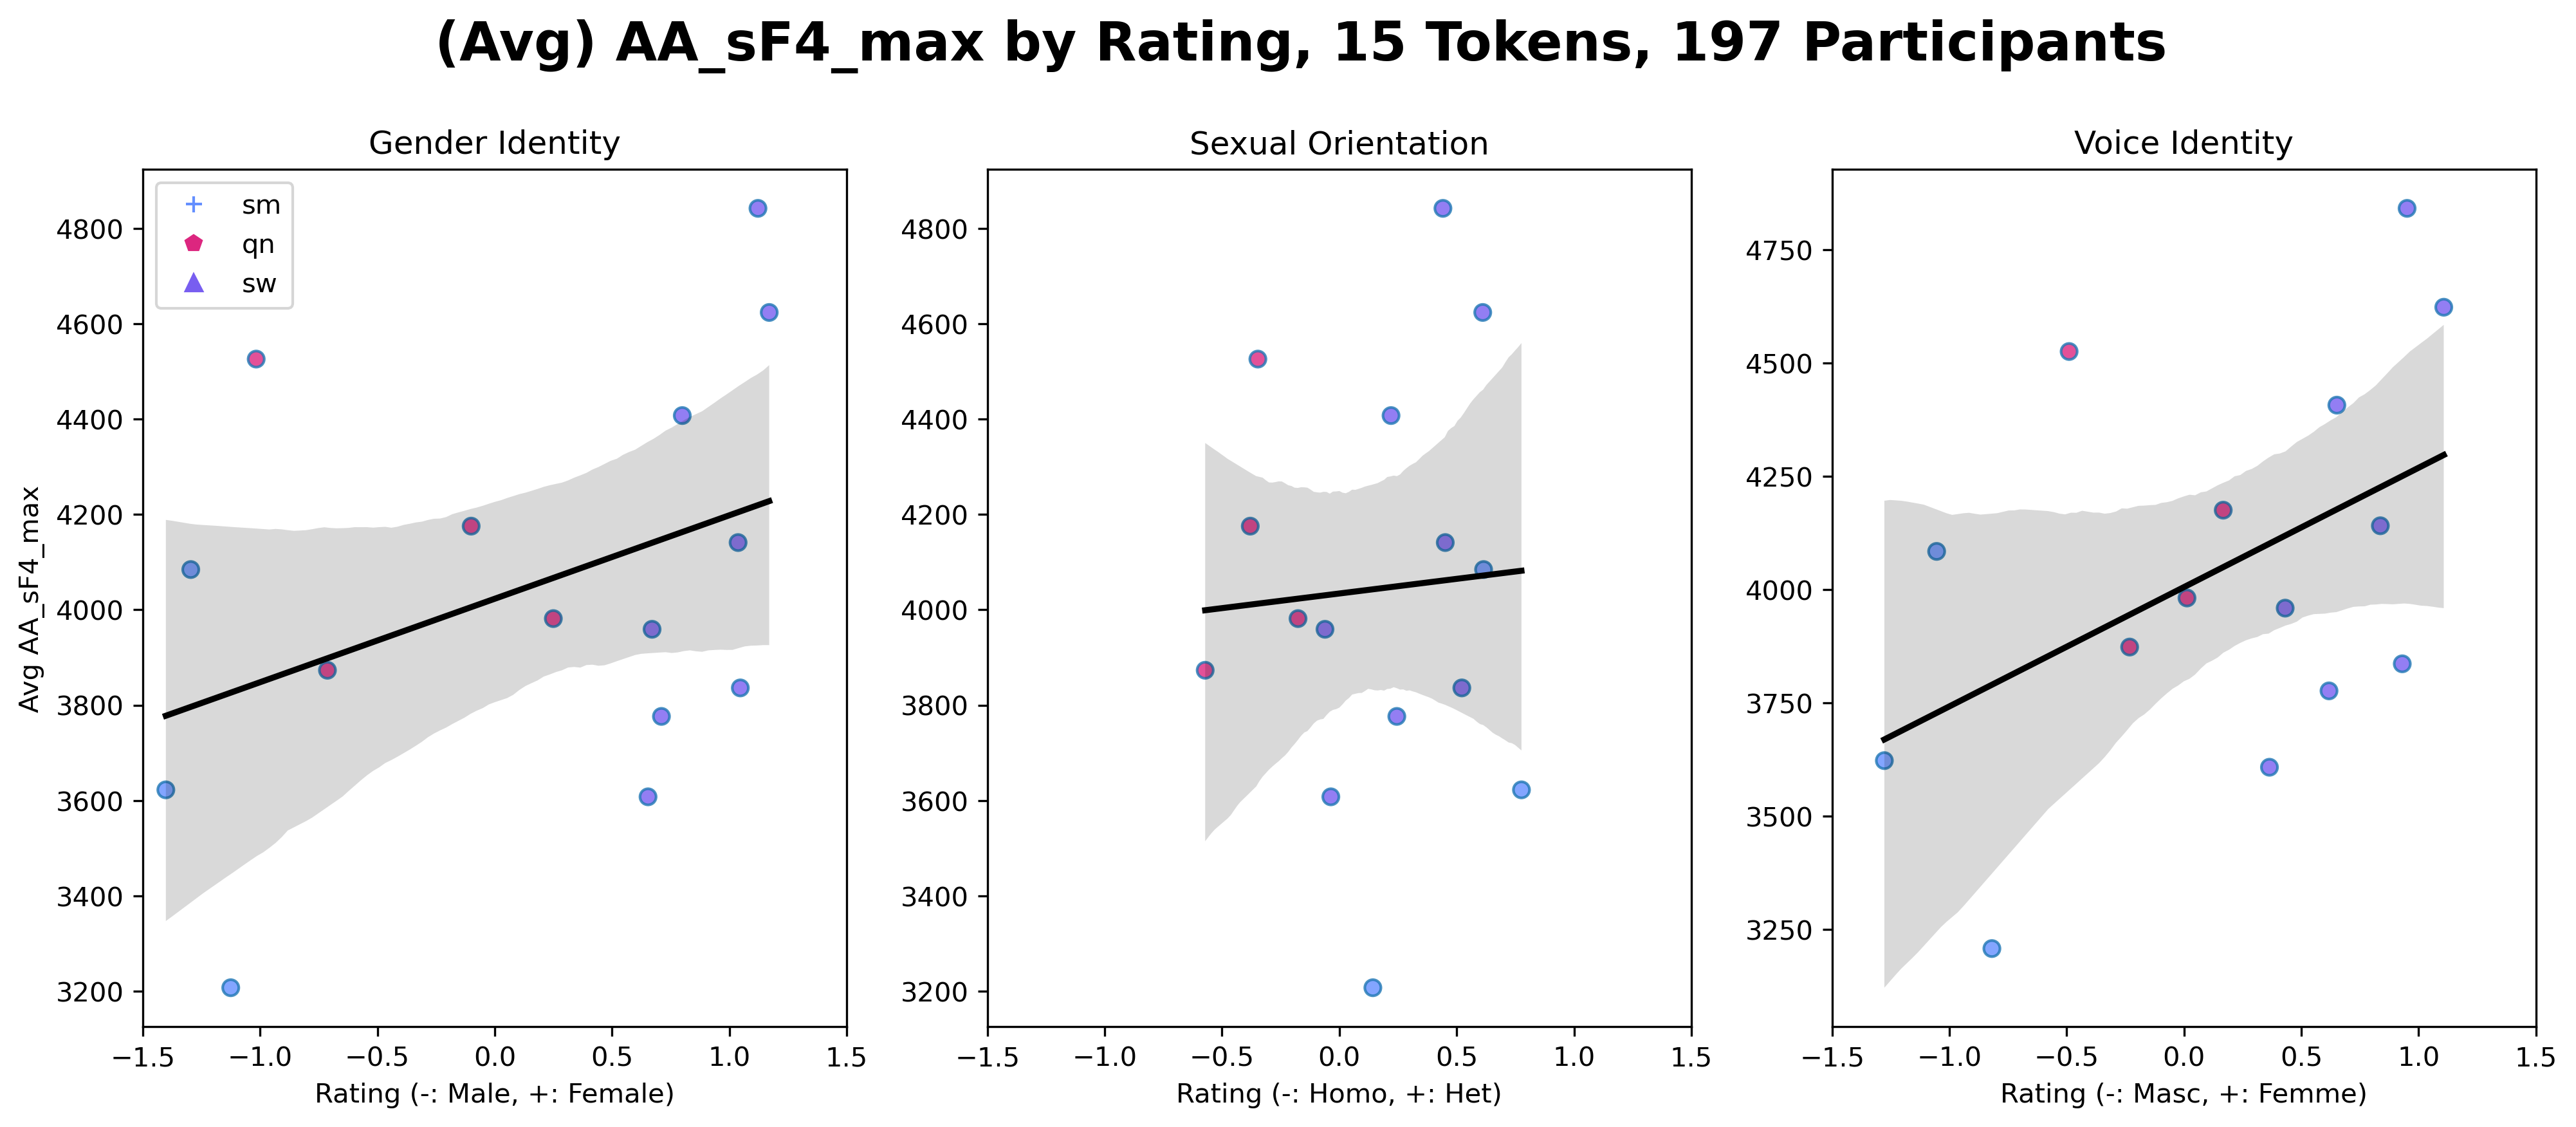 (Avg) AA_sF4_max by Rating, 15 Tokens, 197 Participants
Gender Identity
sm
qn
sw
Avg AA_sF4_max
4800
4600
4400
4200
4000
3800
3600
3400
3200
−1.5 −1.0 −0.5 0.0 0.5 1.0 1.5
Rating (-: Male, +: Female)
Sexual Orientation
4800
4600
4400
4200
4000
3800
3600
3400
3200
−1.5 −1.0 −0.5 0.0 0.5 1.0 1.5
Rating (-: Homo, +: Het)
Voice Identity
4750
4500
4250
4000
3750
3500
3250
−1.5 −1.0 −0.5 0.0 0.5 1.0 1.5
Rating (-: Masc, +: Femme)